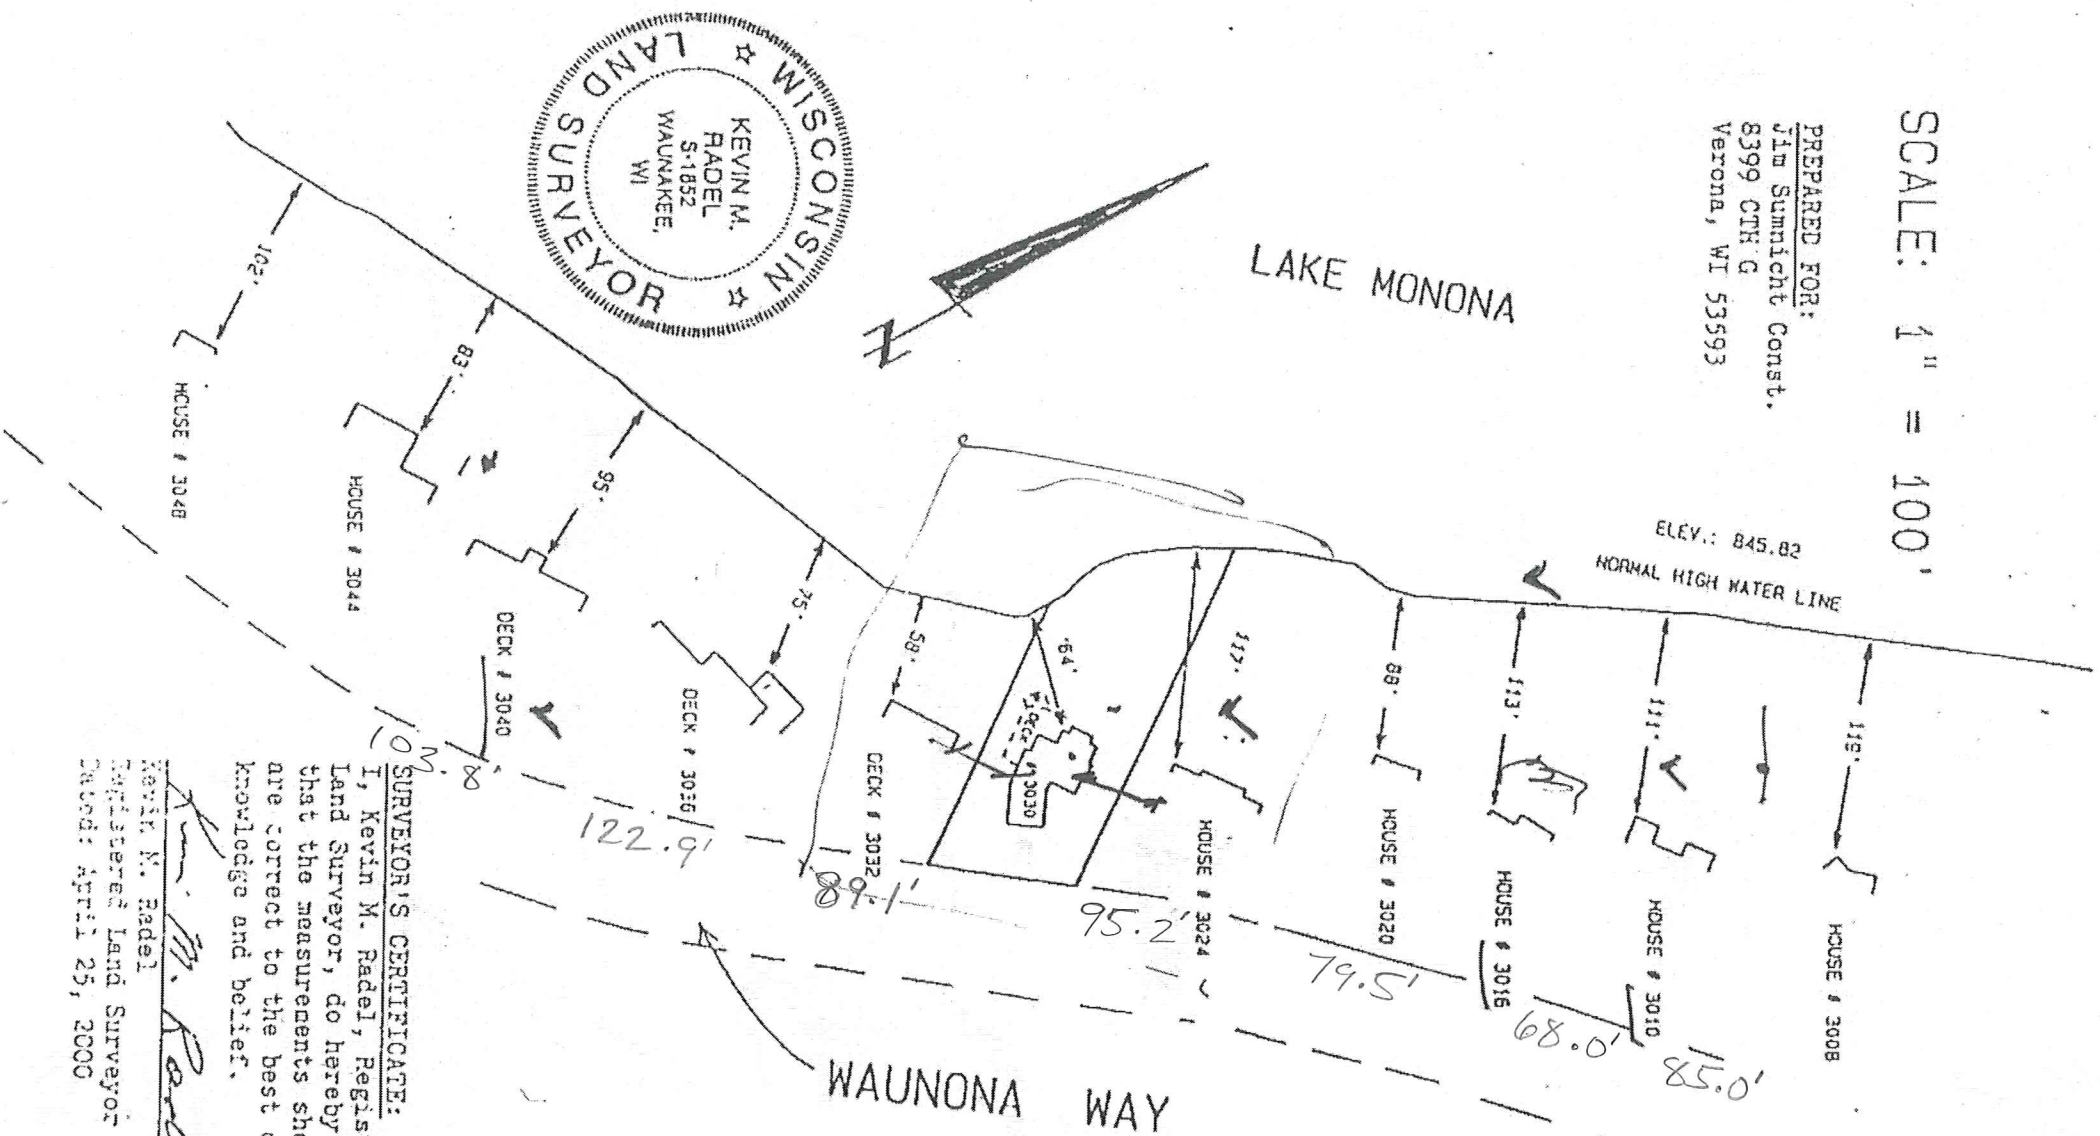 SCALE: 1" = 100'
PREPARED FOR:
Jim Sumnicht Const.
8399 CTH G
Verona, WI 53593
WISCONSIN
LAND SURVEYOR
KEVIN M.
RADEL
S-1852
WAUNAKEE,
WI
LAKE MONONA
N
ELEV.: 845.82
NORMAL HIGH WATER LINE
102'
83'
95'
75'
58'
64'
117'
88'
113'
111'
119'
HOUSE # 3048
HOUSE # 3044
DECK # 3040
DECK # 3036
DECK # 3032
DECK
#3030
HOUSE # 3024
HOUSE # 3020
HOUSE # 3016
HOUSE # 3010
HOUSE # 3008
103.8'
122.9'
89.1'
95.2'
79.5'
68.0'
85.0'
WAUNONA WAY
SURVEYOR'S CERTIFICATE:
I, Kevin M. Radel, Regis
Land Surveyor, do hereby
that the measurements sho
are correct to the best
knowledge and belief.
Kevin M. Radel
Registered Land Surveyor
Dated: April 25, 2000